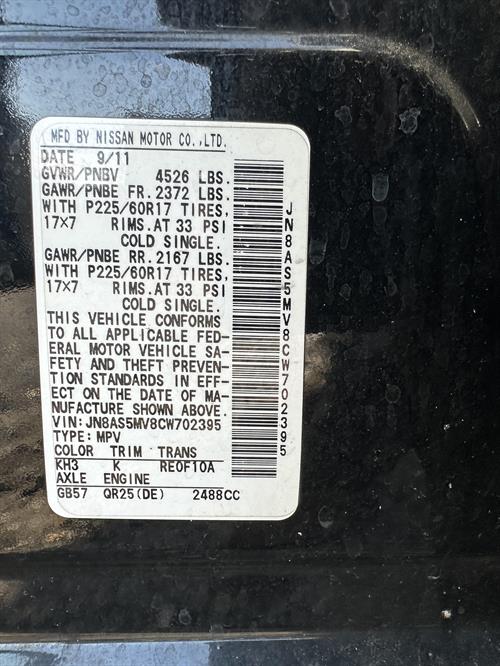 MFD BY NISSAN MOTOR CO.,LTD.
DATE 9/11
GVWR/PNBV 4526 LBS.
GAWR/PNBE FR. 2372 LBS.
WITH P225/60R17 TIRES,
17×7 RIMS.AT 33 PSI
COLD SINGLE.
GAWR/PNBE RR. 2167 LBS.
WITH P225/60R17 TIRES,
17×7 RIMS.AT 33 PSI
COLD SINGLE.
THIS VEHICLE CONFORMS
TO ALL APPLICABLE FED-
ERAL MOTOR VEHICLE SA-
FETY AND THEFT PREVEN-
TION STANDARDS IN EFF-
ECT ON THE DATE OF MA-
NUFACTURE SHOWN ABOVE.
VIN: JN8AS5MV8CW702395
TYPE: MPV
COLOR TRIM TRANS
KH3 K RE0F10A
AXLE ENGINE
GB57 QR25(DE) 2488CC
JN8AS5MV8CW702395